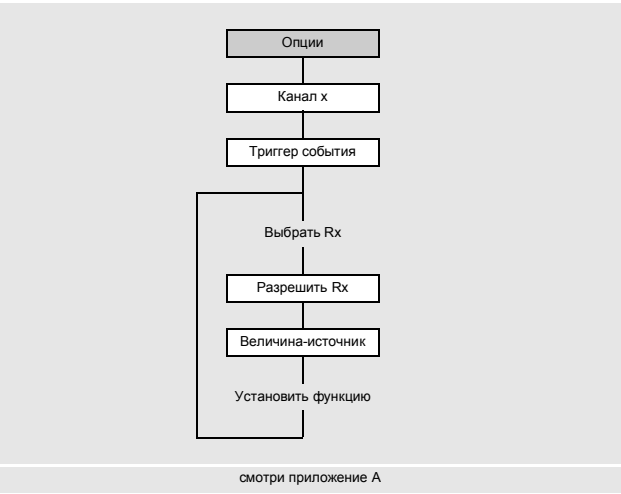 Опции
Канал x
Триггер события
Выбрать Rx
Разрешить Rx
Величина-источник
Установить функцию
смотри приложение А